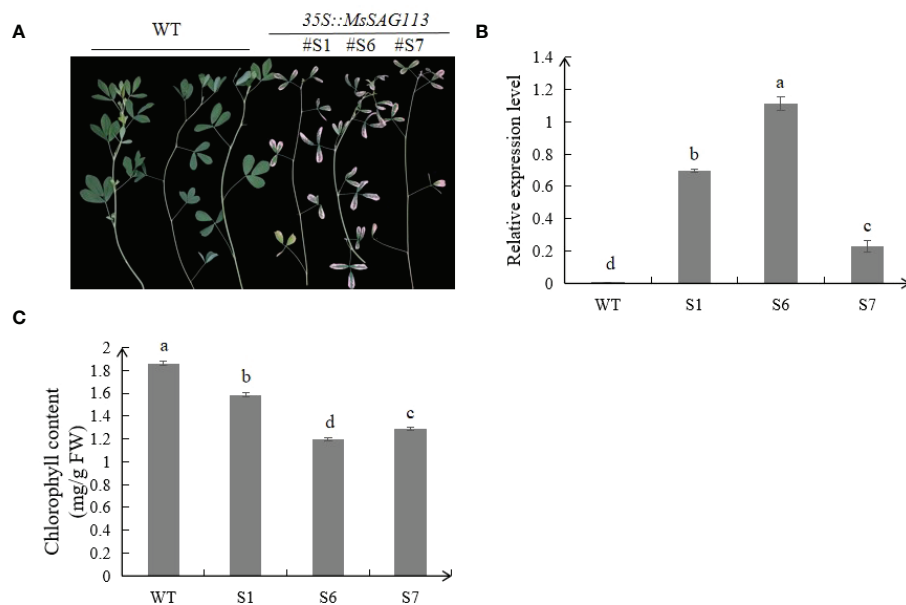 A
WT
35S::MsSAG113
#S1 #S6 #S7
B
Relative expression level
1.4
1.2
1
0.8
0.6
0.4
0.2
0
d
b
a
c
WT S1 S6 S7
C
Chlorophyll content
(mg/g FW)
2
1.8
1.6
1.4
1.2
1
0.8
0.6
0.4
0.2
0
a
b
d
c
WT S1 S6 S7